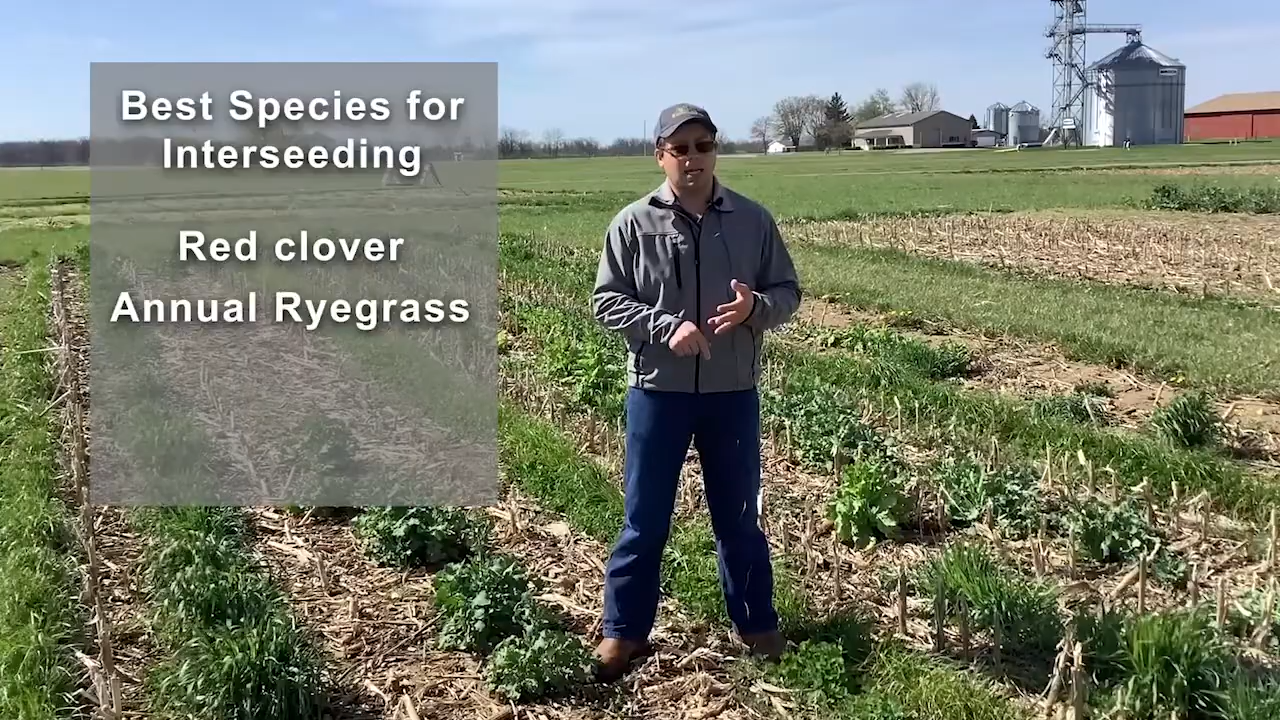 Best Species for
Interseeding
Red clover
Annual Ryegrass